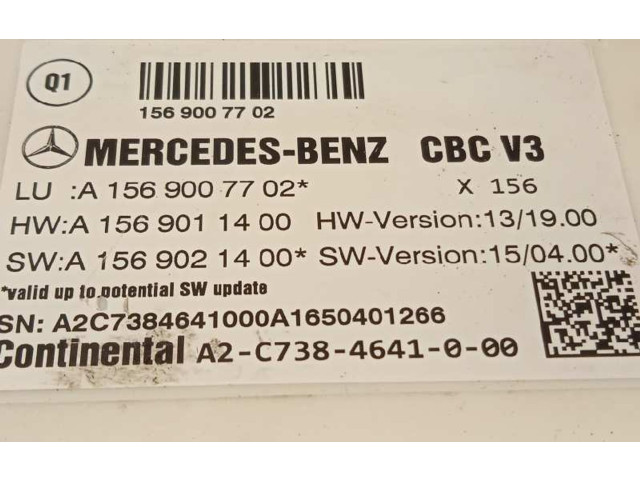 Q1
156 900 77 02
MERCEDES-BENZ CBC V3
LU :A 156 900 77 02* X 156
HW:A 156 901 14 00 HW-Version:13/19.00
SW:A 156 902 14 00* SW-Version:15/04.00*
*valid up to potential SW update
SN: A2C7384641000A1650401266
Continental A2-C738-4641-0-00